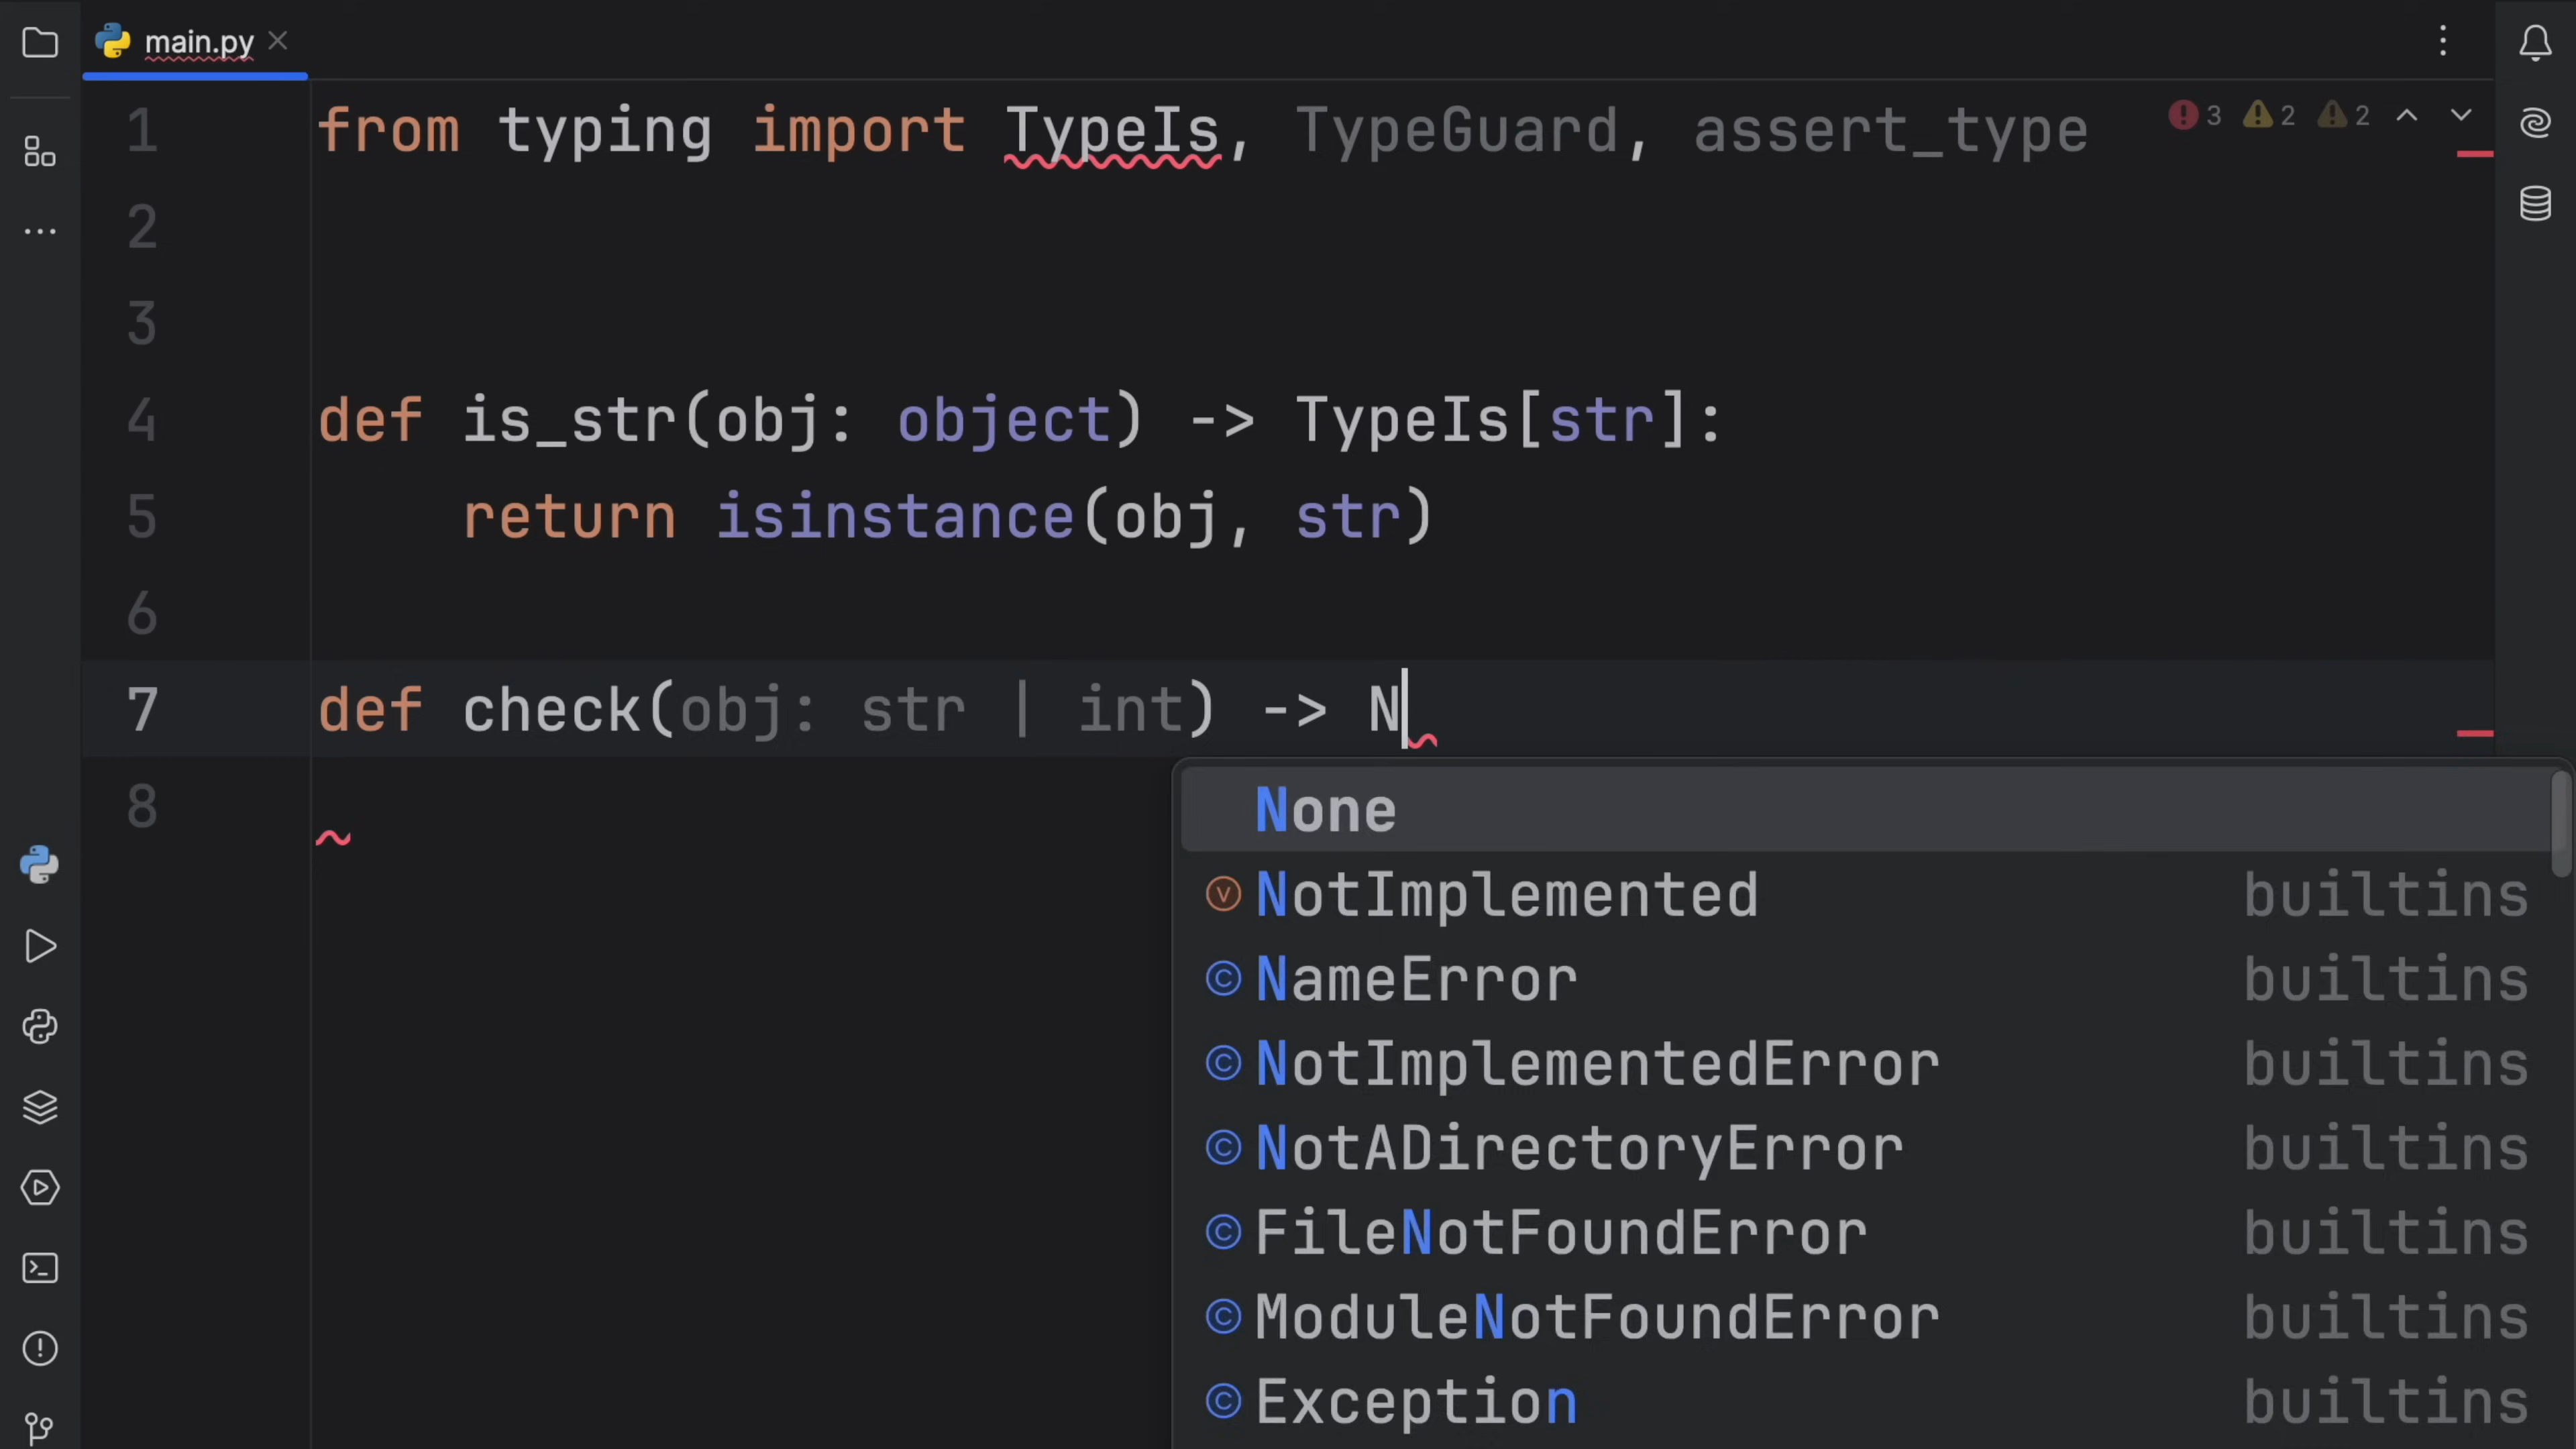 main.py
1 from typing import TypeIs, TypeGuard, assert_type
3 2 2
2
3
4 def is_str(obj: object) -> TypeIs[str]:
5     return isinstance(obj, str)
6
7 def check(obj: str | int) -> N
8
None
NotImplemented builtins
NameError builtins
NotImplementedError builtins
NotADirectoryError builtins
FileNotFoundError builtins
ModuleNotFoundError builtins
Exception builtins